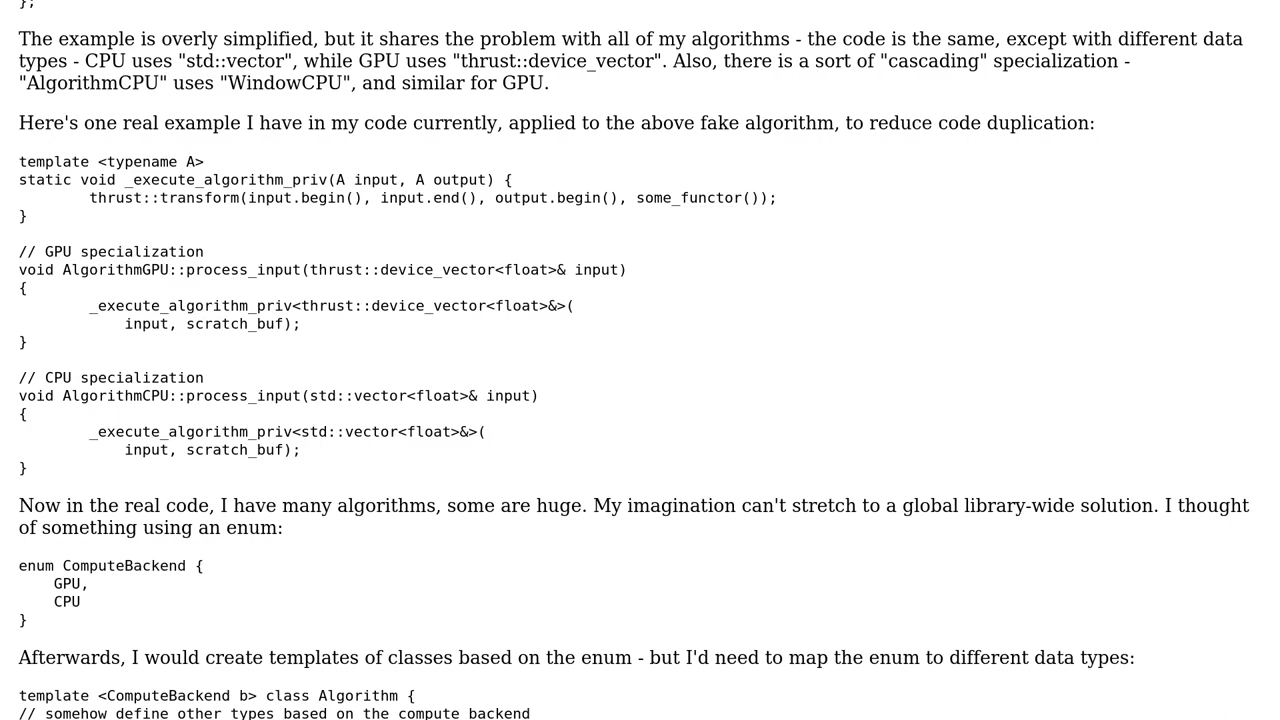 };
The example is overly simplified, but it shares the problem with all of my algorithms - the code is the same, except with different data
types - CPU uses "std::vector", while GPU uses "thrust::device_vector". Also, there is a sort of "cascading" specialization -
"AlgorithmCPU" uses "WindowCPU", and similar for GPU.
Here's one real example I have in my code currently, applied to the above fake algorithm, to reduce code duplication:
template <typename A>
static void _execute_algorithm_priv(A input, A output) {
        thrust::transform(input.begin(), input.end(), output.begin(), some_functor());
}
// GPU specialization
void AlgorithmGPU::process_input(thrust::device_vector<float>& input)
{
        _execute_algorithm_priv<thrust::device_vector<float>&>(
            input, scratch_buf);
}
// CPU specialization
void AlgorithmCPU::process_input(std::vector<float>& input)
{
        _execute_algorithm_priv<std::vector<float>&>(
            input, scratch_buf);
}
Now in the real code, I have many algorithms, some are huge. My imagination can't stretch to a global library-wide solution. I thought
of something using an enum:
enum ComputeBackend {
    GPU,
    CPU
}
Afterwards, I would create templates of classes based on the enum - but I'd need to map the enum to different data types:
template <ComputeBackend b> class Algorithm {
// somehow define other types based on the compute backend